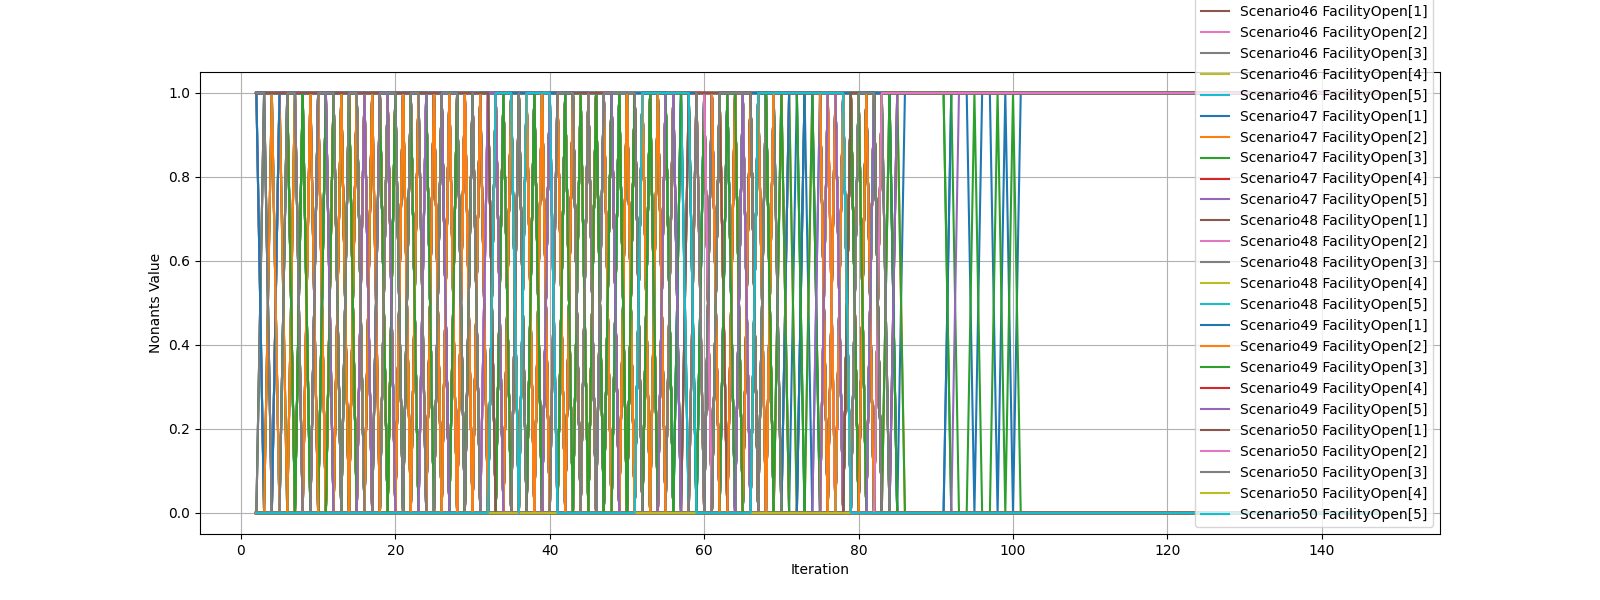 Scenario46 FacilityOpen[1]
Scenario46 FacilityOpen[2]
Scenario46 FacilityOpen[3]
Scenario46 FacilityOpen[4]
Scenario46 FacilityOpen[5]
Scenario47 FacilityOpen[1]
Scenario47 FacilityOpen[2]
Scenario47 FacilityOpen[3]
Scenario47 FacilityOpen[4]
Scenario47 FacilityOpen[5]
Scenario48 FacilityOpen[1]
Scenario48 FacilityOpen[2]
Scenario48 FacilityOpen[3]
Scenario48 FacilityOpen[4]
Scenario48 FacilityOpen[5]
Scenario49 FacilityOpen[1]
Scenario49 FacilityOpen[2]
Scenario49 FacilityOpen[3]
Scenario49 FacilityOpen[4]
Scenario49 FacilityOpen[5]
Scenario50 FacilityOpen[1]
Scenario50 FacilityOpen[2]
Scenario50 FacilityOpen[3]
Scenario50 FacilityOpen[4]
Scenario50 FacilityOpen[5]
Nonants Value
1.0
0.8
0.6
0.4
0.2
0.0
0 20 40 60 80 100 120 140
Iteration